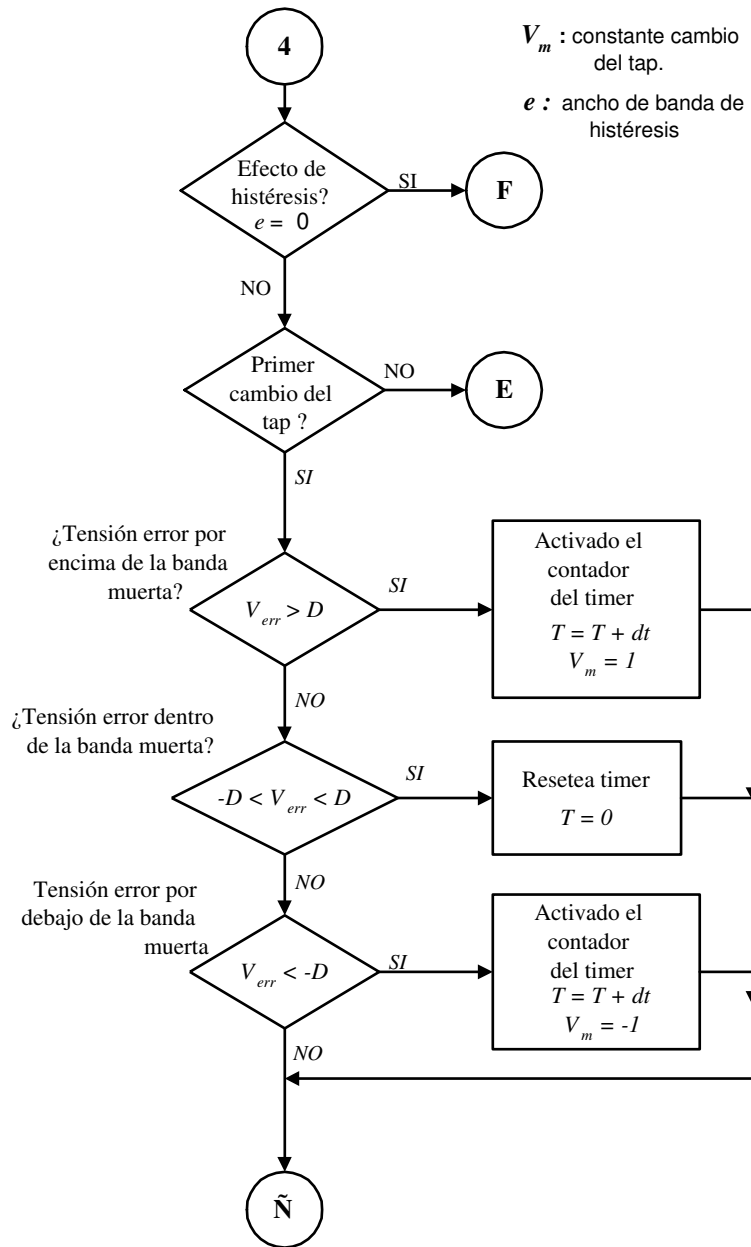 4
V_m : constante cambio
del tap.
e : ancho de banda de
histéresis
Efecto de
histéresis?
e = 0
SI
F
NO
Primer
cambio del
tap ?
NO
E
SI
¿Tensión error por
encima de la banda
muerta?
V_err > D
SI
Activado el
contador
del timer
T = T + dt
V_m = 1
NO
¿Tensión error dentro
de la banda muerta?
-D < V_err < D
SI
Resetea timer
T = 0
NO
Tensión error por
debajo de la banda
muerta
V_err < -D
SI
Activado el
contador
del timer
T = T + dt
V_m = -1
NO
Ñ